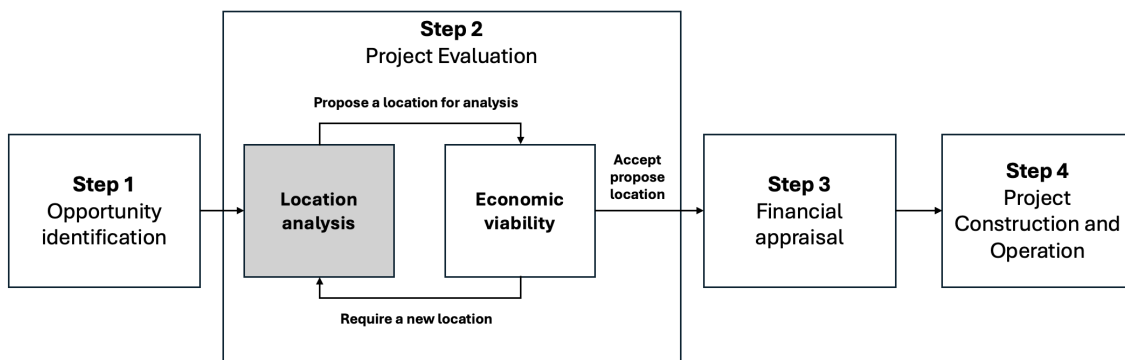 Step 2
Project Evaluation
Propose a location for analysis
Step 1
Opportunity
identification
Location
analysis
Economic
viability
Accept
propose
location
Step 3
Financial
appraisal
Step 4
Project
Construction and
Operation
Require a new location